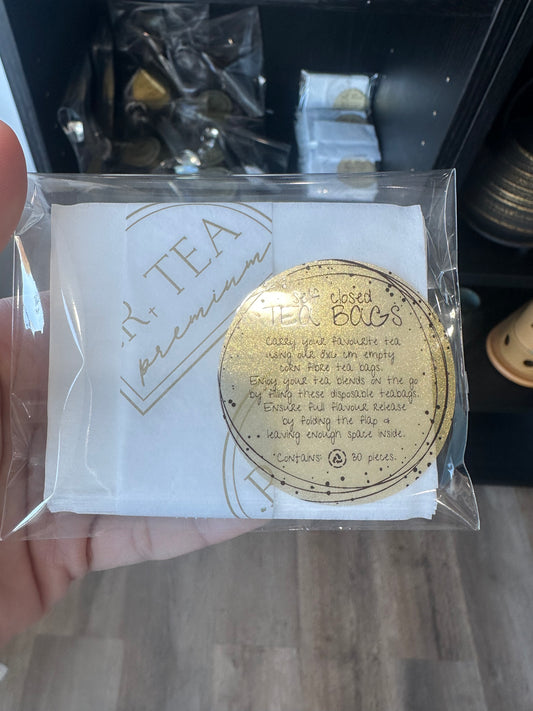 TEA
premium
self closed
TEA BAGS
Carry your favourite tea
using our
cm empty
corn fibre tea bags.
Enjoy your tea blends on the go
by filling these disposable teabags.
Ensure full flavour release
by folding the flap &
leaving enough space inside.
*Contains: 30 pieces.